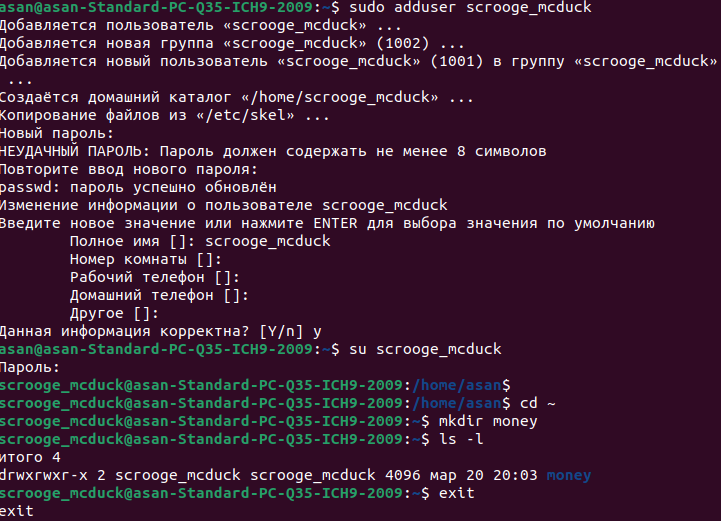 asan@asan-Standard-PC-Q35-ICH9-2009:~$ sudo adduser scrooge_mcduck
Добавляется пользователь «scrooge_mcduck» ...
Добавляется новая группа «scrooge_mcduck» (1002) ...
Добавляется новый пользователь «scrooge_mcduck» (1001) в группу «scrooge_mcduck»
 ...
Создаётся домашний каталог «/home/scrooge_mcduck» ...
Копирование файлов из «/etc/skel» ...
Новый пароль:
НЕУДАЧНЫЙ ПАРОЛЬ: Пароль должен содержать не менее 8 символов
Повторите ввод нового пароля:
passwd: пароль успешно обновлён
Изменение информации о пользователе scrooge_mcduck
Введите новое значение или нажмите ENTER для выбора значения по умолчанию
        Полное имя []: scrooge_mcduck
        Номер комнаты []:
        Рабочий телефон []:
        Домашний телефон []:
        Другое []:
Данная информация корректна? [Y/n] y
asan@asan-Standard-PC-Q35-ICH9-2009:~$ su scrooge_mcduck
Пароль:
scrooge_mcduck@asan-Standard-PC-Q35-ICH9-2009:/home/asan$
scrooge_mcduck@asan-Standard-PC-Q35-ICH9-2009:/home/asan$ cd ~
scrooge_mcduck@asan-Standard-PC-Q35-ICH9-2009:~$ mkdir money
scrooge_mcduck@asan-Standard-PC-Q35-ICH9-2009:~$ ls -l
итого 4
drwxrwxr-x 2 scrooge_mcduck scrooge_mcduck 4096 мар 20 20:03 money
scrooge_mcduck@asan-Standard-PC-Q35-ICH9-2009:~$ exit
exit